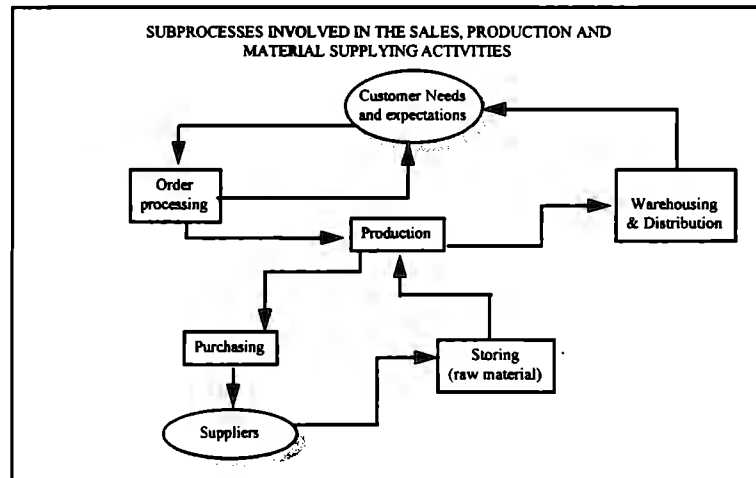 SUBPROCESSES INVOLVED IN THE SALES, PRODUCTION AND
MATERIAL SUPPLYING ACTIVITIES
Customer Needs
and expectations
Order
processing
Warehousing
& Distribution
Production
Purchasing
Storing
(raw material)
Suppliers